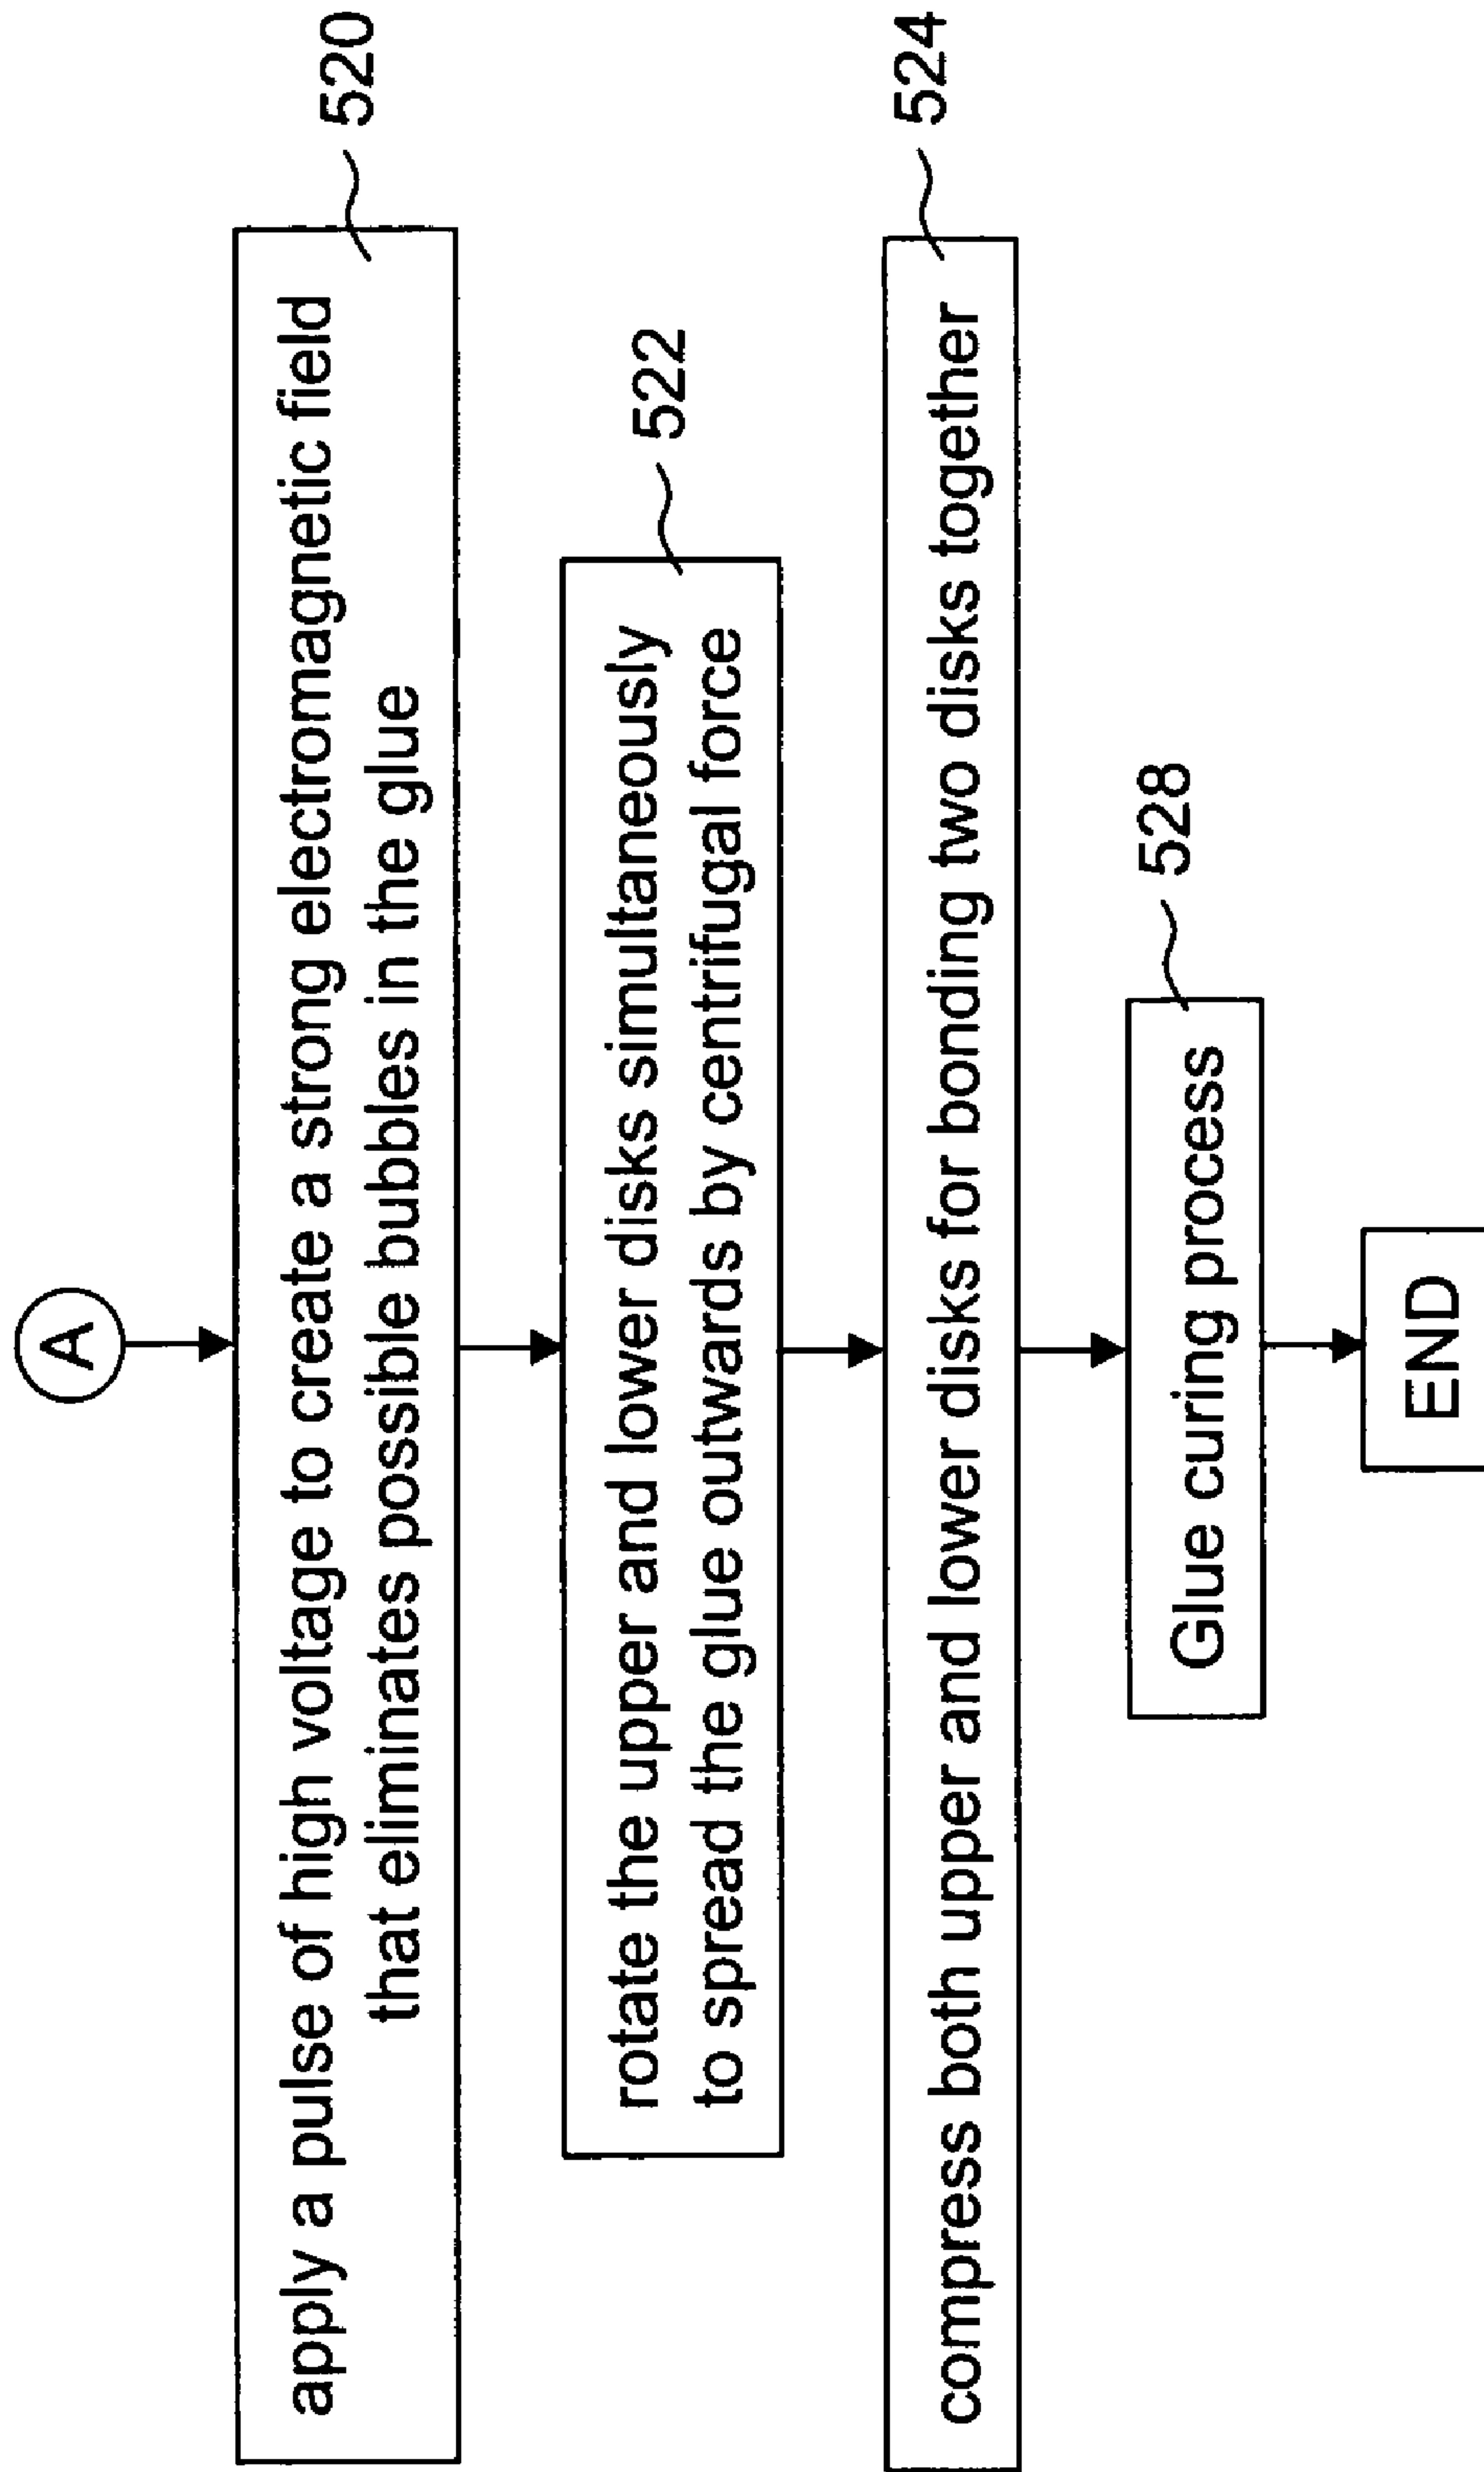 A
apply a pulse of hign voltage to create a strong electromagnetic field
that eliminates possible bubbles in the glue
520
rotate the upper and lower disks simultaneously
to spread the glue outwards by centrifugal force
522
compress both upper and lower disks for bonding two disks together
524
Glue curing process
528
END